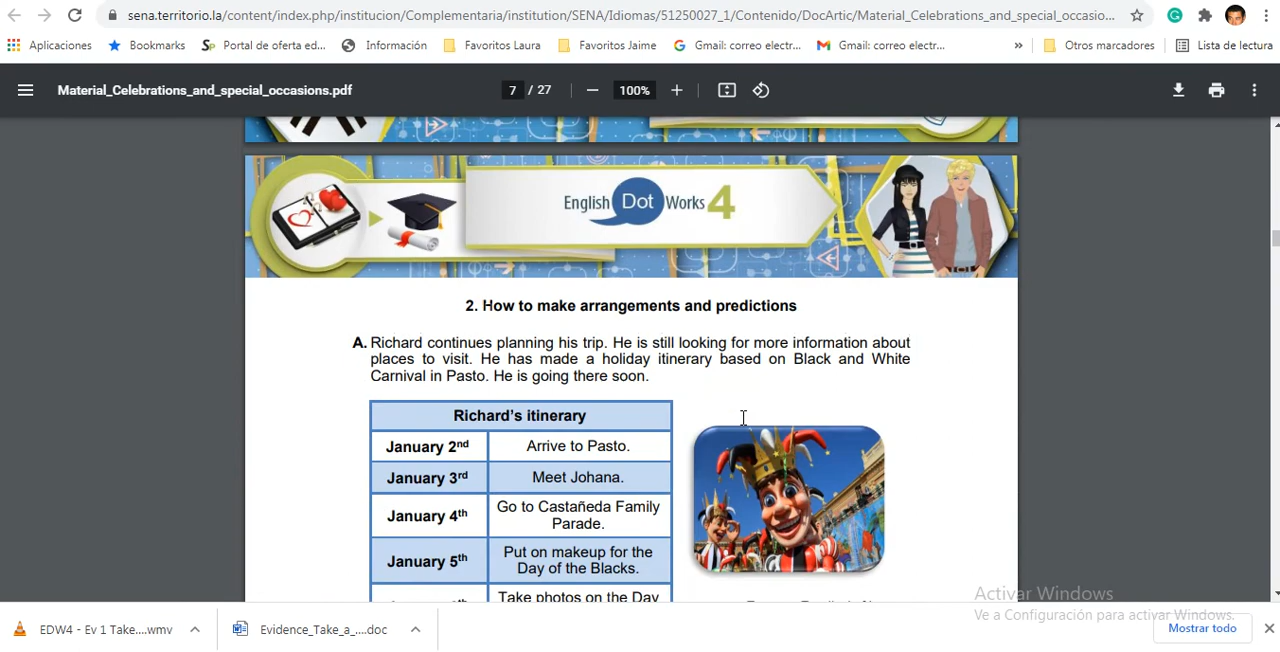 sena.territorio.la/content/index.php/institucion/Complementaria/institution/SENA/Idiomas/51250027_1/Contenido/DocArtic/Material_Celebrations_and_special_occasio...
Aplicaciones Bookmarks Portal de oferta ed... Información Favoritos Laura Favoritos Jaime Gmail: correo electr... Gmail: correo electr... » Otros marcadores Lista de lectura
Material_Celebrations_and_special_occasions.pdf 7 / 27 100%
English Dot Works 4
2. How to make arrangements and predictions
A. Richard continues planning his trip. He is still looking for more information about
places to visit. He has made a holiday itinerary based on Black and White
Carnival in Pasto. He is going there soon.
Richard's itinerary
January 2nd Arrive to Pasto.
January 3rd Meet Johana.
January 4th Go to Castañeda Family
Parade.
January 5th Put on makeup for the
Day of the Blacks.
Take photos on the Day
Activar Windows
Ve a Configuración para activar Windows.
EDW4 - Ev 1 Take....wmv Evidence_Take_a_....doc Mostrar todo